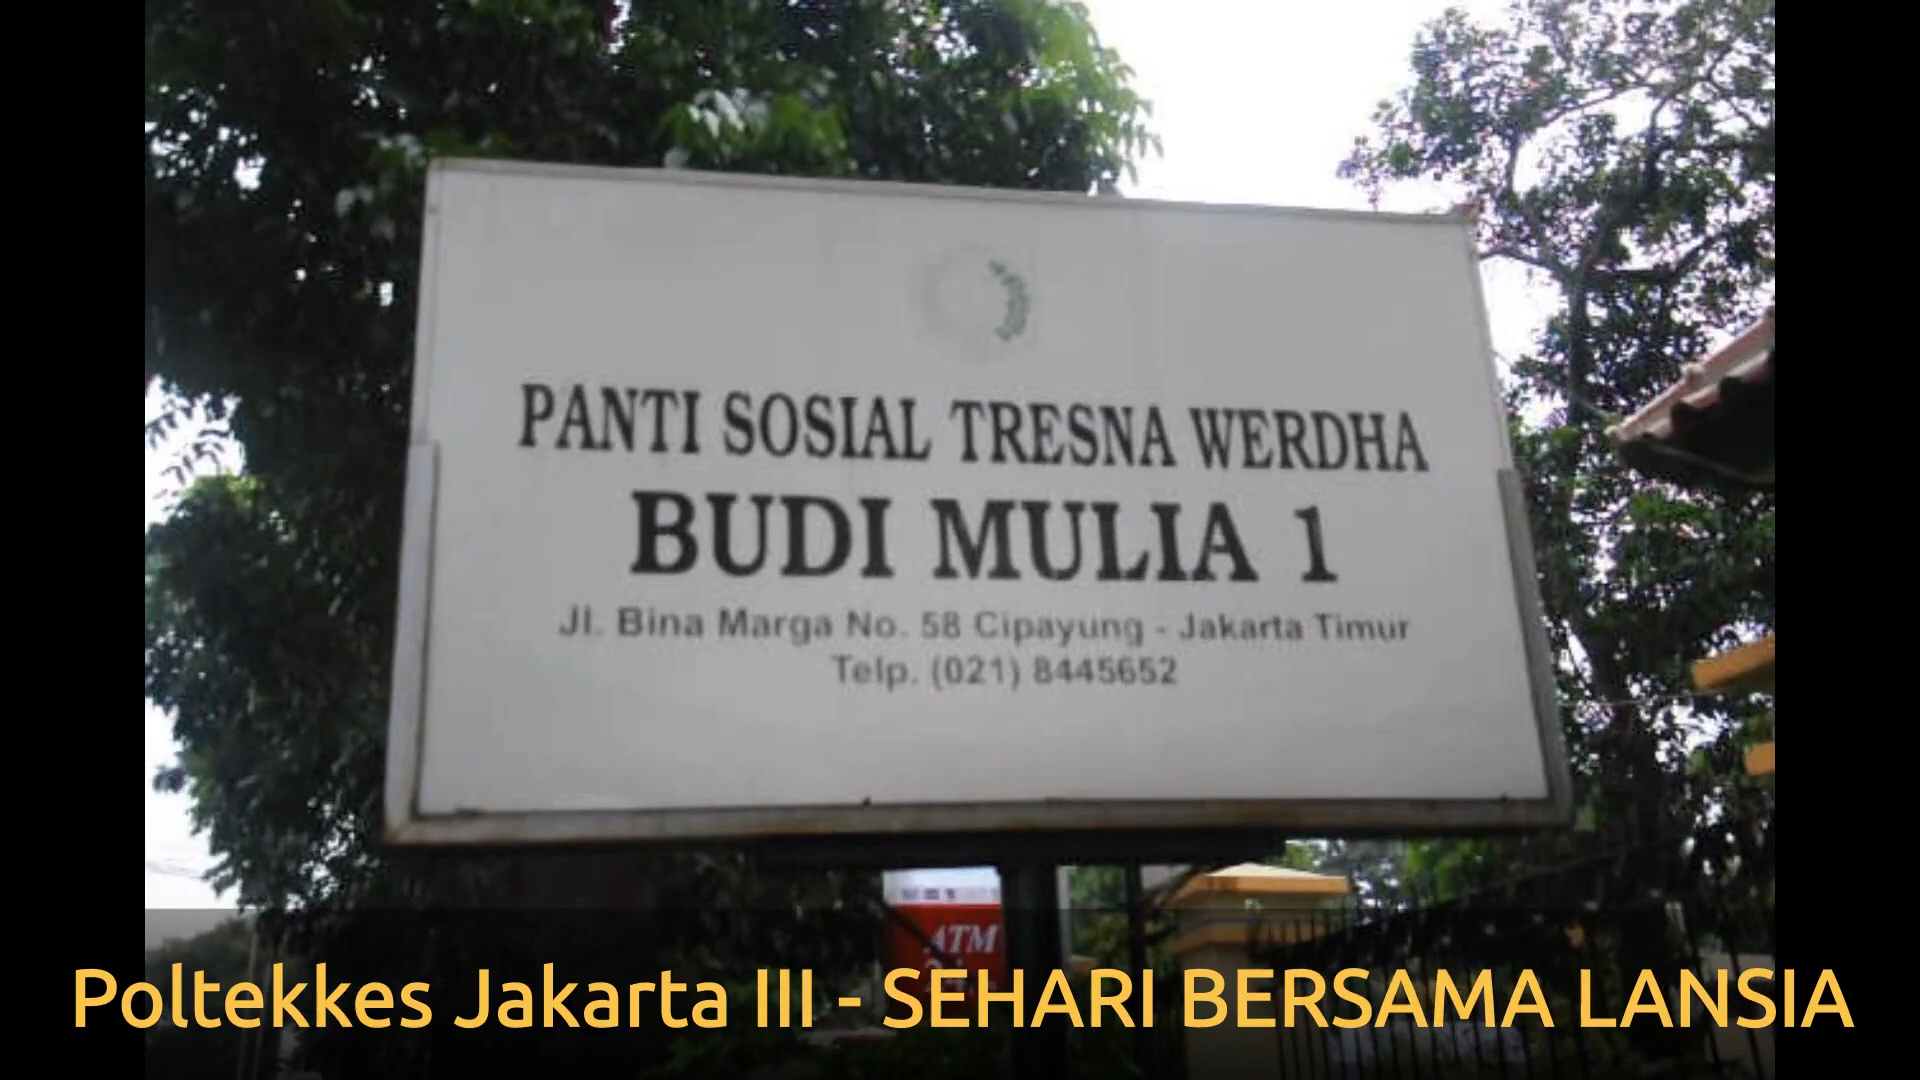 PANTI SOSIAL TRESNA WERDHA
BUDI MULIA 1
Jl. Bina Marga No. 58 Cipayung - Jakarta Timur
Telp. (021) 8445652
ATM
Poltekkes Jakarta III - SEHARI BERSAMA LANSIA